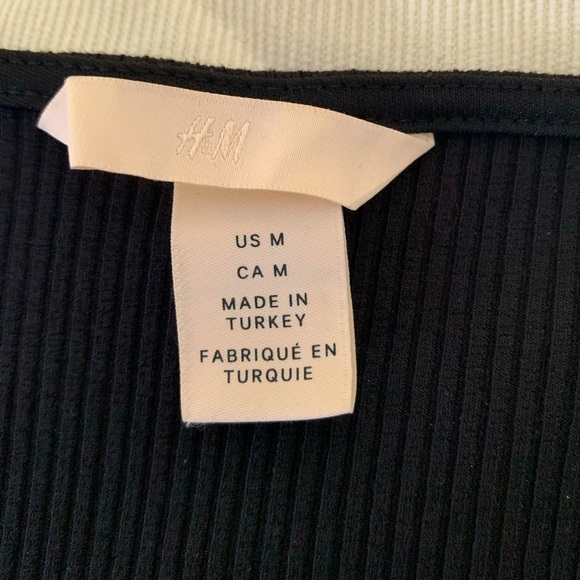 H&M
US M
CA M
MADE IN
TURKEY
FABRIQUÉ EN
TURQUIE